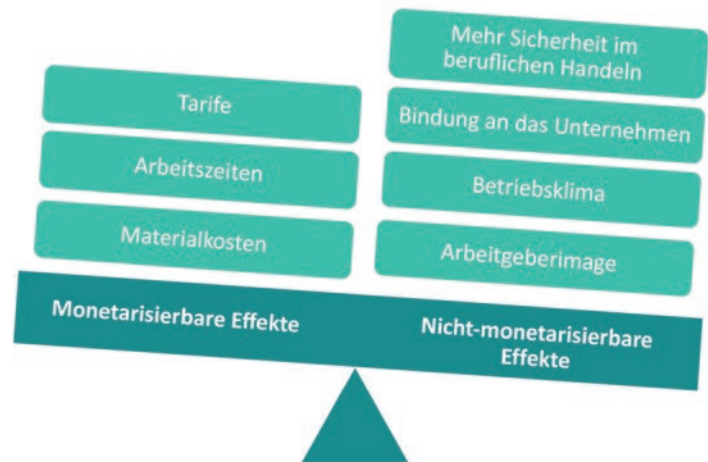 Tarife
Arbeitszeiten
Materialkosten
Monetarisierbare Effekte
Mehr Sicherheit im
beruflichen Handeln
Bindung an das Unternehmen
Betriebsklima
Arbeitgeberimage
Nicht-monetarisierbare
Effekte